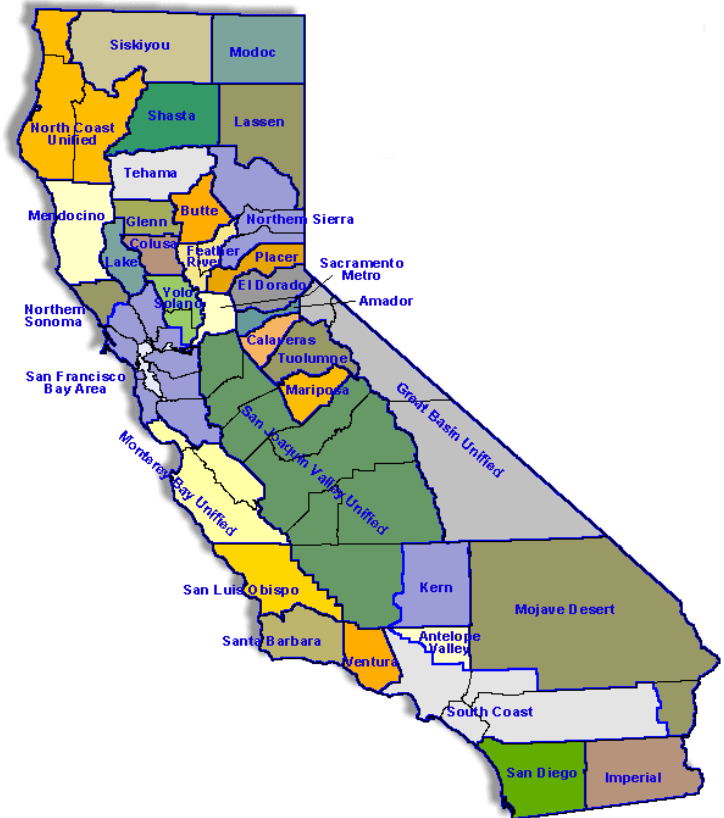 Siskiyou
Modoc
Shasta
Lassen
North Coast
Unified
Tehama
Mendocino
Glenn
Butte
Northern Sierra
Colusa
Feather
River
Placer
Lake
Sacramento
Metro
El Dorado
Yolo
Solano
Amador
Northern
Sonoma
Calaveras
Tuolumne
San Francisco
Bay Area
Mariposa
Great Basin Unified
San Joaquin Valley Unified
Monterey Bay Unified
Kern
San Luis Obispo
Mojave Desert
Santa Barbara
Antelope
Valley
Ventura
South Coast
San Diego
Imperial